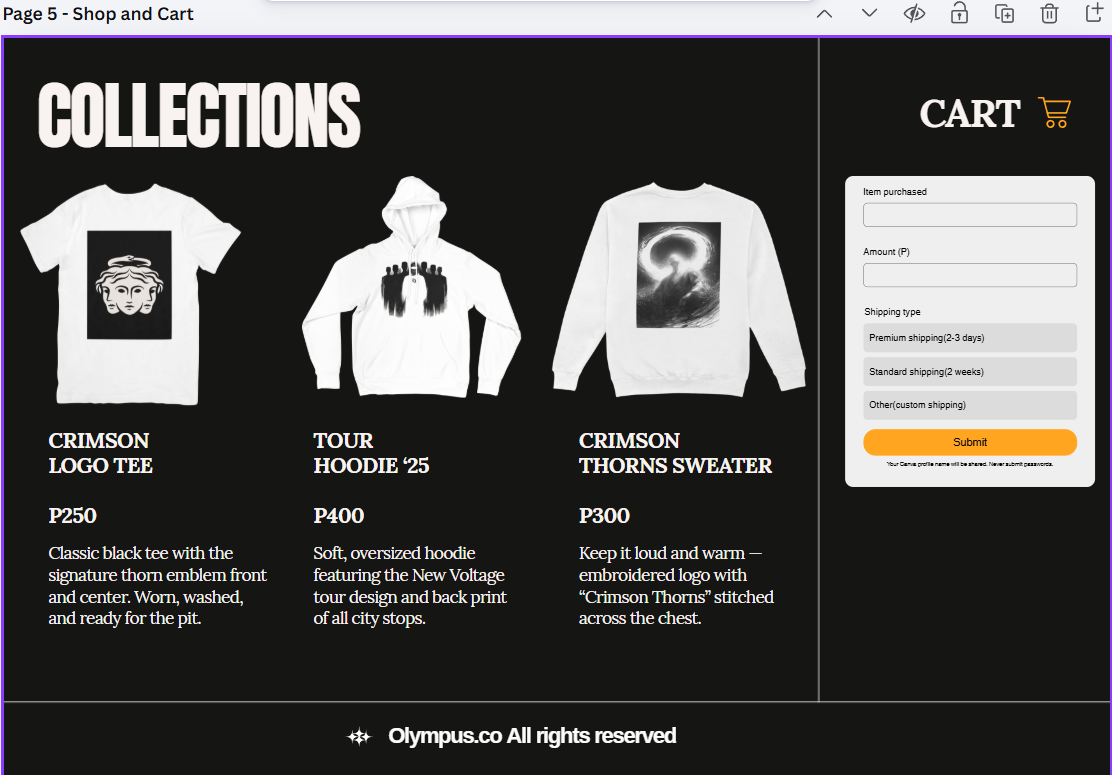 Page 5 - Shop and Cart
COLLECTIONS
CRIMSON
LOGO TEE
P250
Classic black tee with the
signature thorn emblem front
and center. Worn, washed,
and ready for the pit.
TOUR
HOODIE ‘25
P400
Soft, oversized hoodie
featuring the New Voltage
tour design and back print
of all city stops.
CRIMSON
THORNS SWEATER
P300
Keep it loud and warm —
embroidered logo with
“Crimson Thorns” stitched
across the chest.
CART
Item purchased
Amount (P)
Shipping type
Premium shipping(2-3 days)
Standard shipping(2 weeks)
Other(custom shipping)
Submit
Your Canva profile name will be shared. Never submit passwords.
Olympus.co All rights reserved